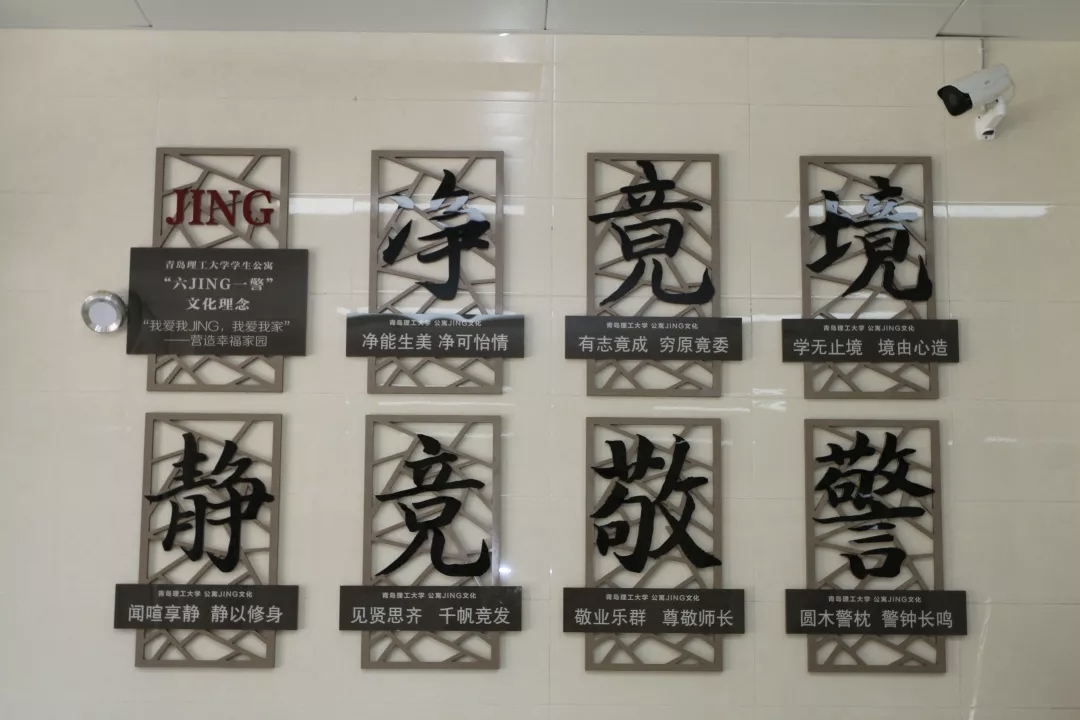 JING
青岛理工大学学生公寓
“六JING一警”
文化理念
“我爱我JING，我爱我家”
——营造幸福家园
净
青岛理工大学 公寓JING文化
净能生美 净可怡情
竟
青岛理工大学 公寓JING文化
有志竟成 穷原竟委
境
青岛理工大学 公寓JING文化
学无止境 境由心造
静
青岛理工大学 公寓JING文化
闻喧享静 静以修身
竞
青岛理工大学 公寓JING文化
见贤思齐 千帆竞发
敬
青岛理工大学 公寓JING文化
敬业乐群 尊敬师长
警
青岛理工大学 公寓JING文化
圆木警枕 警钟长鸣